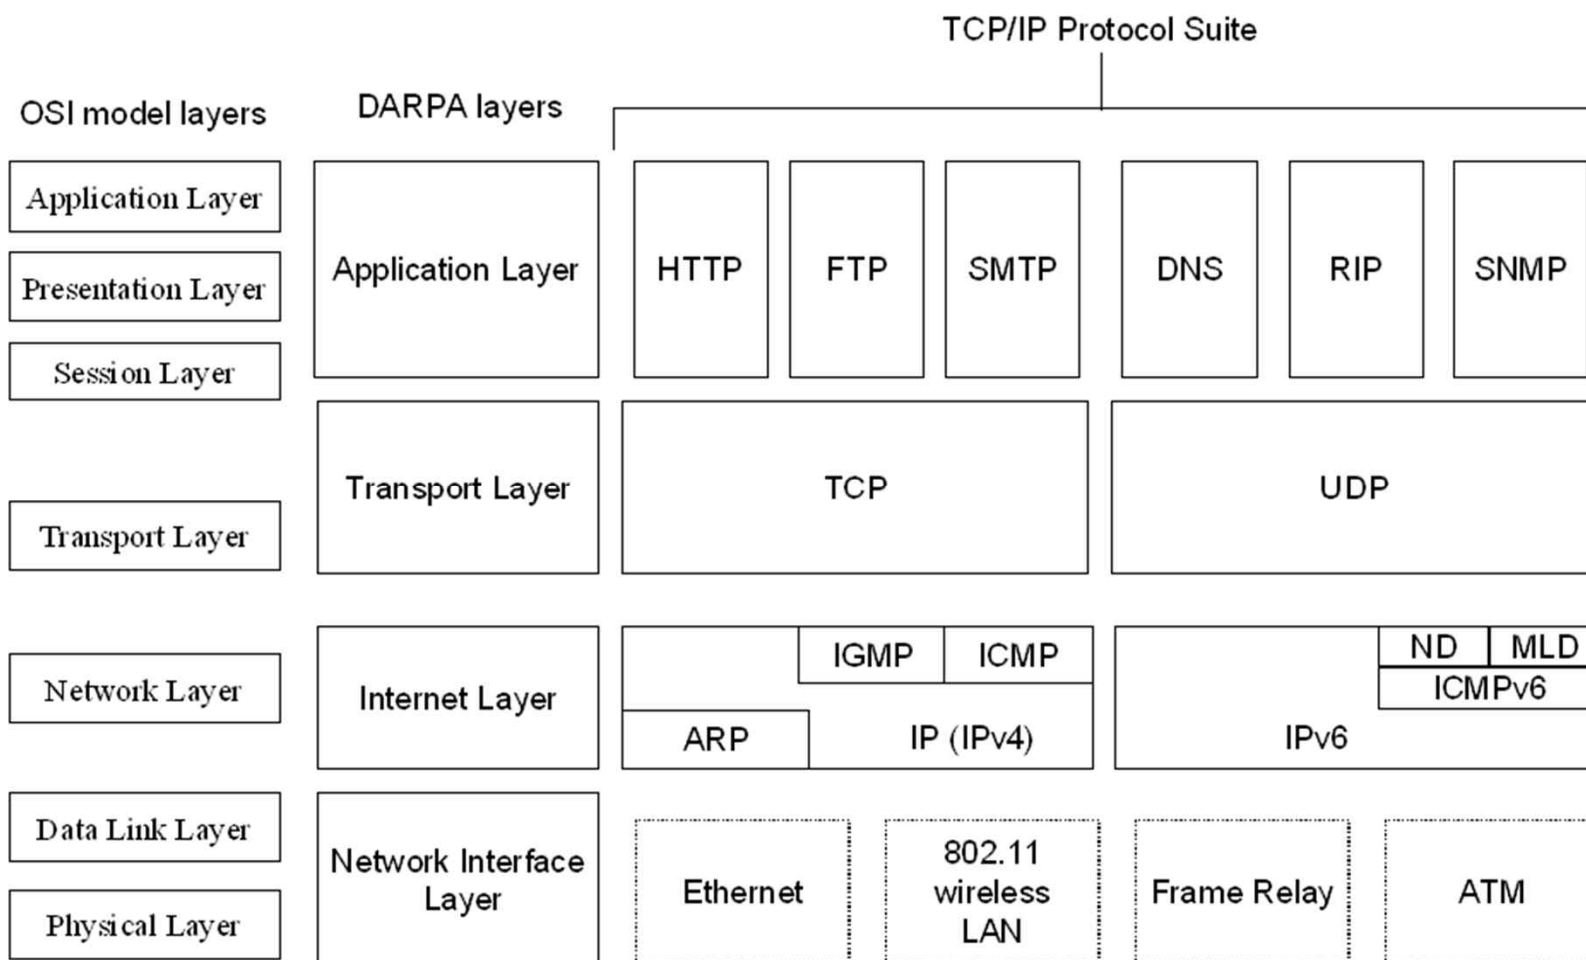 TCP/IP Protocol Suite
OSI model layers
DARPA layers
Application Layer
Presentation Layer
Session Layer
Application Layer
HTTP
FTP
SMTP
DNS
RIP
SNMP
Transport Layer
Transport Layer
TCP
UDP
Network Layer
Internet Layer
IGMP
ICMP
ARP
IP (IPv4)
ND
MLD
ICMPv6
IPv6
Data Link Layer
Physical Layer
Network Interface
Layer
Ethernet
802.11
wireless
LAN
Frame Relay
ATM